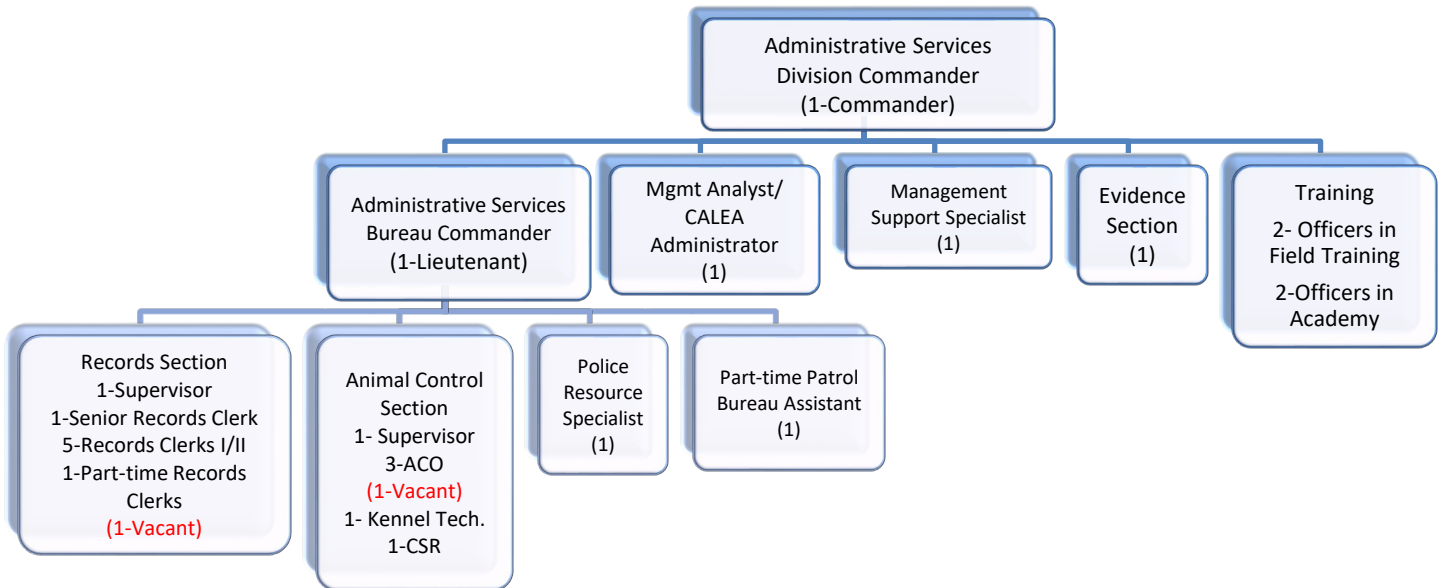 Administrative Services
Division Commander
(1-Commander)
Administrative Services
Bureau Commander
(1-Lieutenant)
Mgmt Analyst/
CALEA
Administrator
(1)
Management
Support Specialist
(1)
Evidence
Section
(1)
Training
2- Officers in
Field Training
2-Officers in
Academy
Records Section
1-Supervisor
1-Senior Records Clerk
5-Records Clerks I/II
1-Part-time Records
Clerks
(1-Vacant)
Animal Control
Section
1- Supervisor
3-ACO
(1-Vacant)
1- Kennel Tech.
1-CSR
Police
Resource
Specialist
(1)
Part-time Patrol
Bureau Assistant
(1)